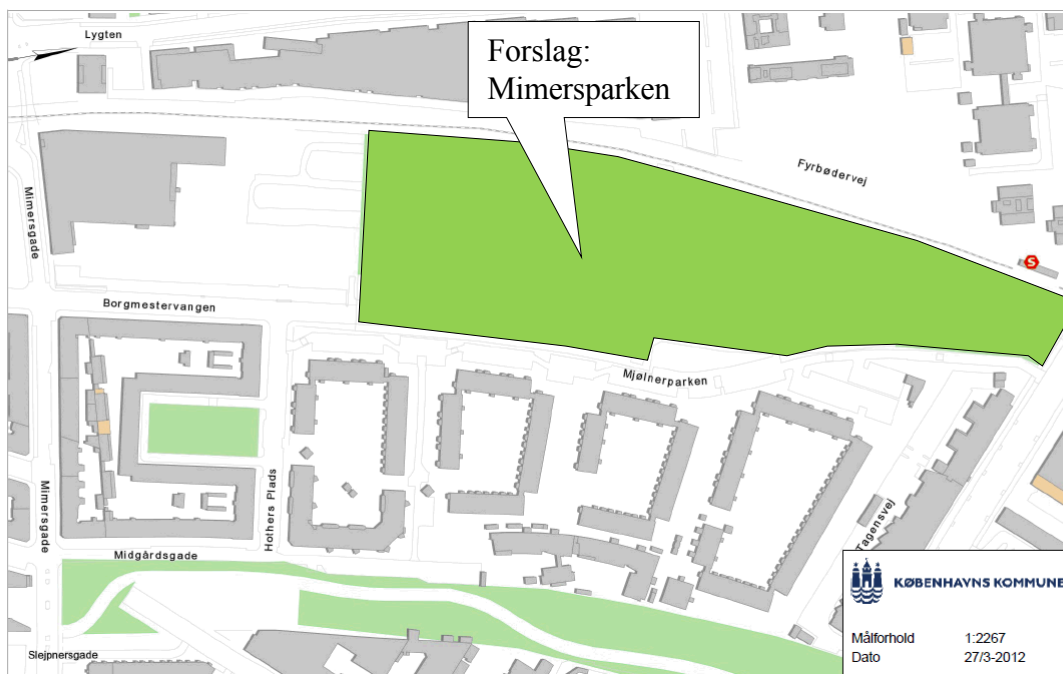 Lygten
Forslag:
Mimersparken
Fyrbødervej
Mimersgade
S
Borgmestervangen
Mjølnerparken
Hothers Plads
Mimersgade
Tagensvej
Midgårdsgade
KØBENHAVNS KOMMUNE
Målforhold 1:2267
Slejpnersgade
Dato 27/3-2012